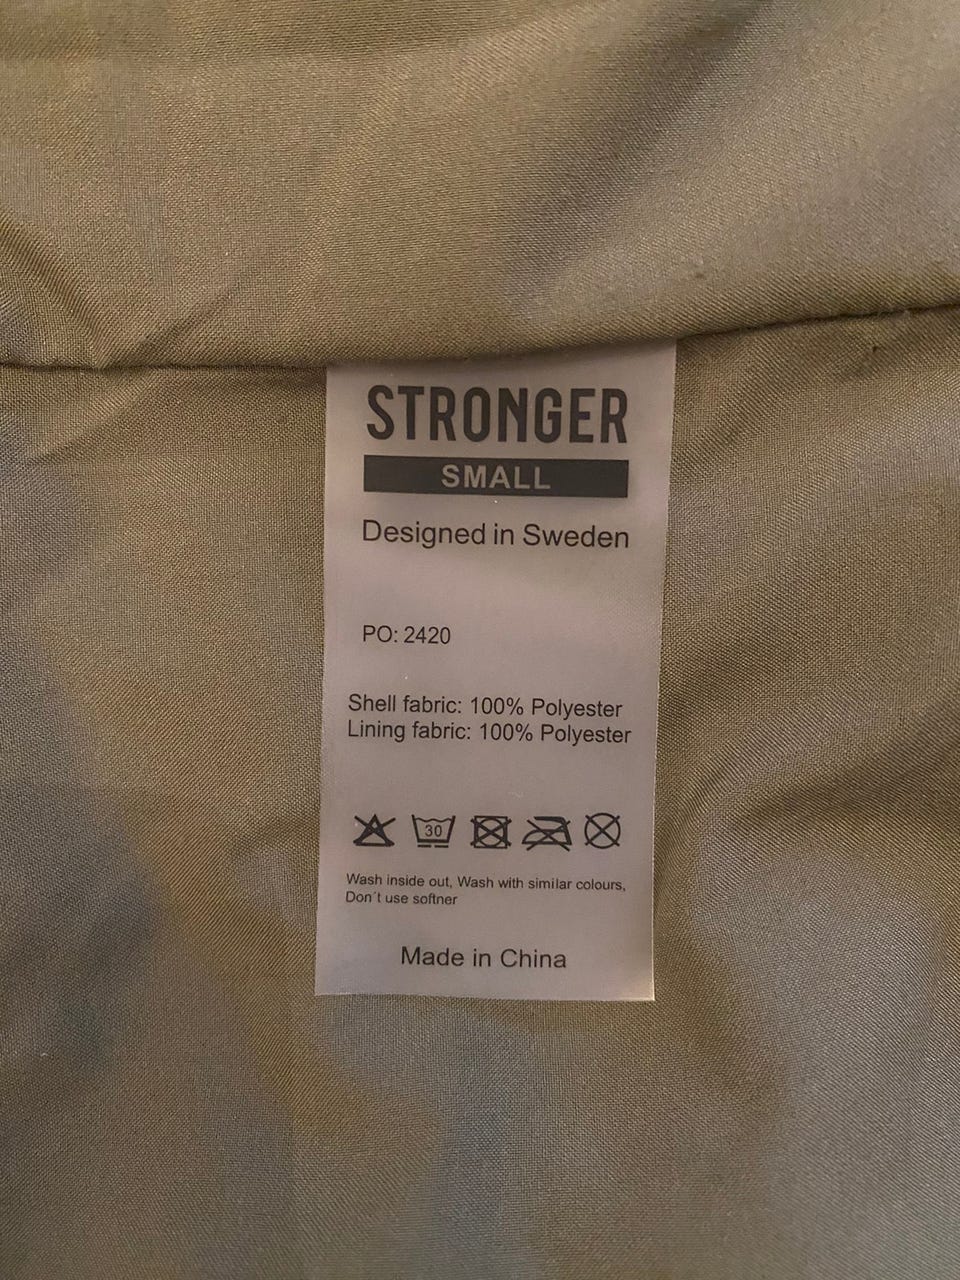 STRONGER
SMALL
Designed in Sweden
PO: 2420
Shell fabric: 100% Polyester
Lining fabric: 100% Polyester
30
Wash inside out, Wash with similar colours,
Don´t use softner
Made in China